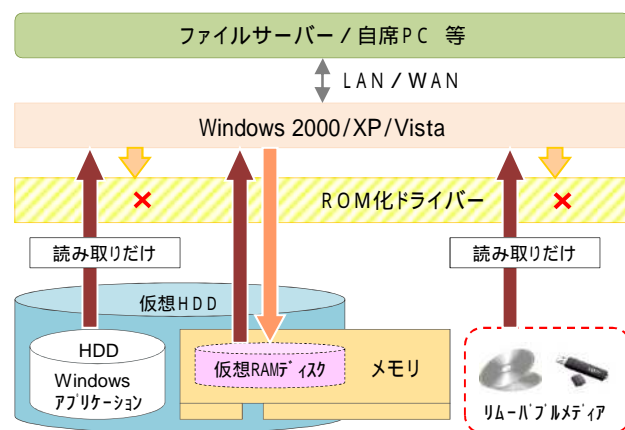 ファイルサーバー / 自席PC 等
LAN / WAN
Windows 2000/XP/Vista
ROM化ドライバー
読み取りだけ
読み取りだけ
仮想HDD
HDD
Windows
アプリケーション
仮想RAMディスク
メモリ
リムーバブルメディア